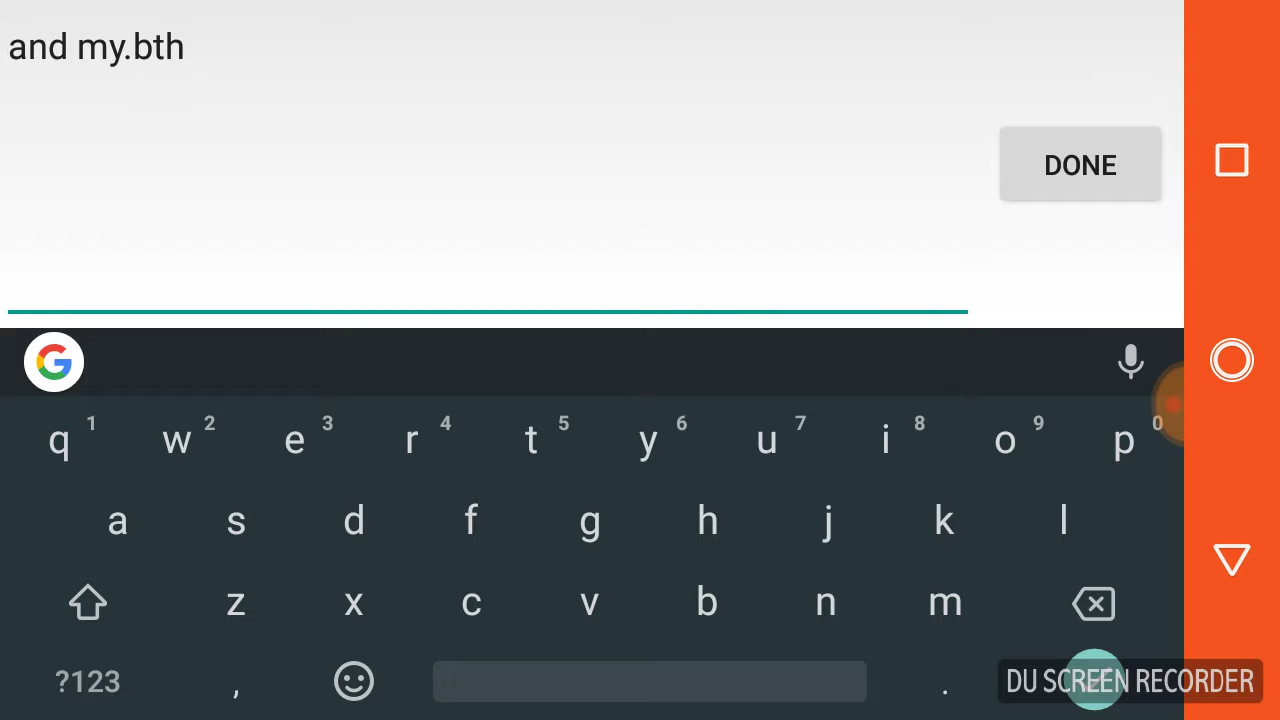 and my.bth
DONE
q 1 w 2 e 3 r 4 t 5 y 6 u 7 i 8 o 9 p 0
a s d f g h j k l
z x c v b n m
?123 , .
DU SCREEN RECORDER